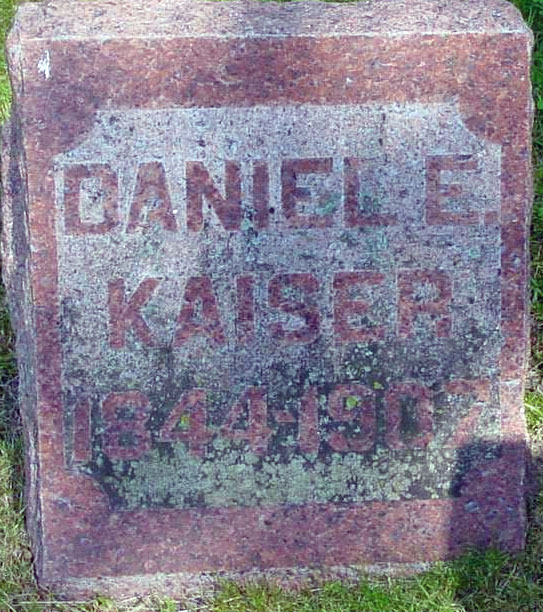 DANIEL E.
KAISER
1844-1907